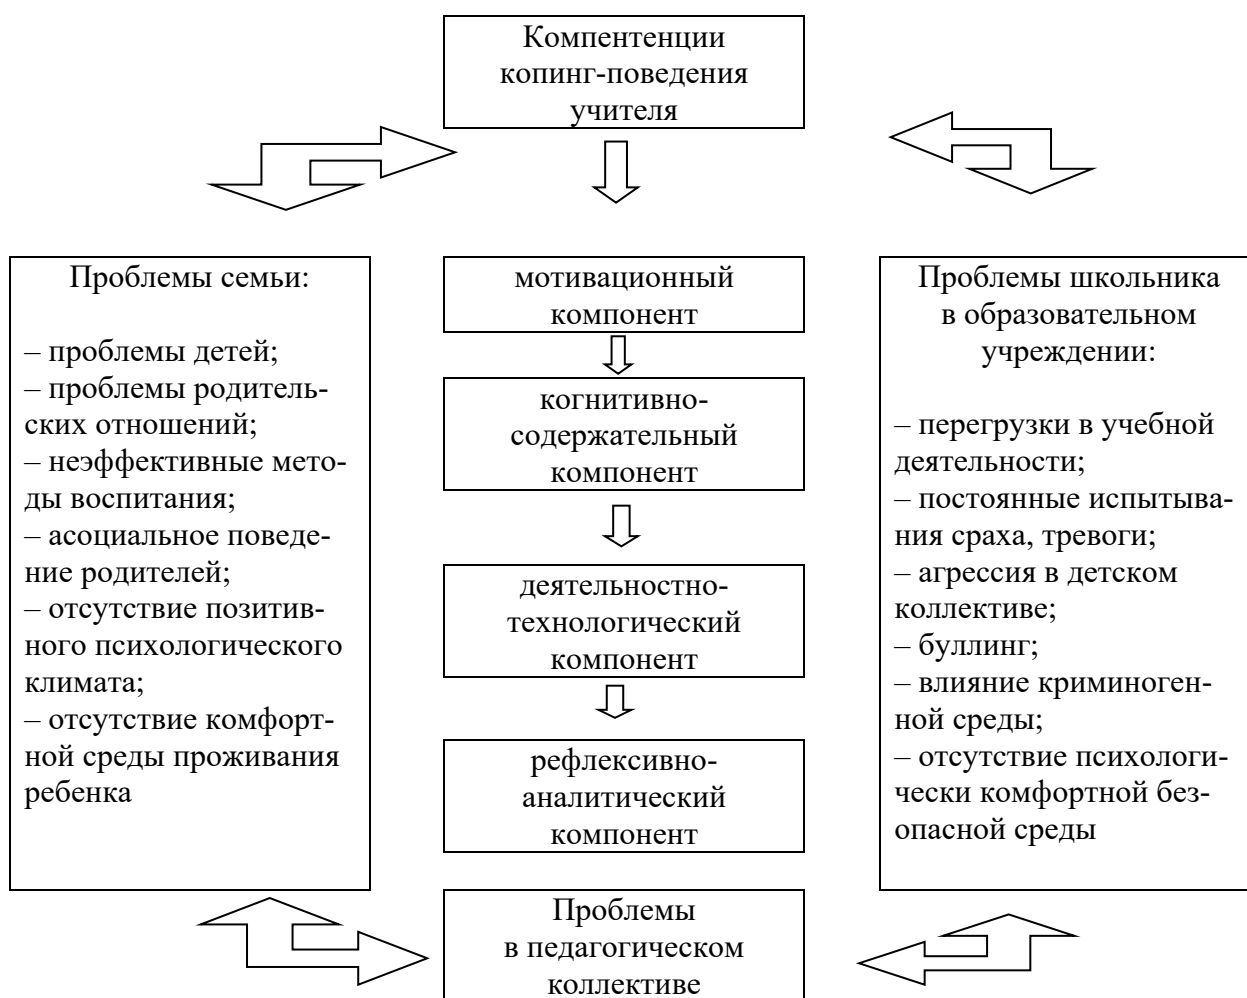 Компентенции
копинг-поведения
учителя
Проблемы семьи:
– проблемы детей;
– проблемы родитель-
ских отношений;
– неэффективные мето-
ды воспитания;
– асоциальное поведе-
ние родителей;
– отсутствие позитив-
ного психологического
климата;
– отсутствие комфорт-
ной среды проживания
ребенка
мотивационный
компонент
когнитивно-
содержательный
компонент
деятельностно-
технологический
компонент
рефлексивно-
аналитический
компонент
Проблемы школьника
в образовательном
учреждении:
– перегрузки в учебной
деятельности;
– постоянные испытыва-
ния сраха, тревоги;
– агрессия в детском
коллективе;
– буллинг;
– влияние криминоген-
ной среды;
– отсутствие психологи-
чески комфортной без-
опасной среды
Проблемы
в педагогическом
коллективе